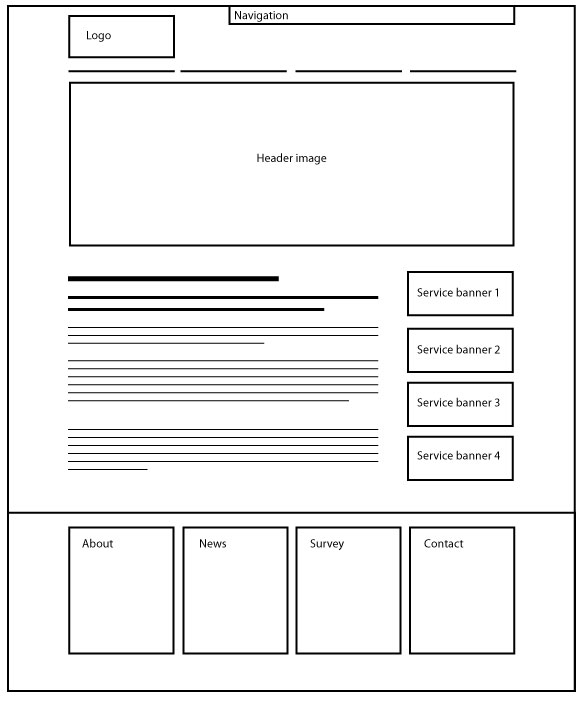 Navigation
Logo
Header image
Service banner 1
Service banner 2
Service banner 3
Service banner 4
About
News
Survey
Contact